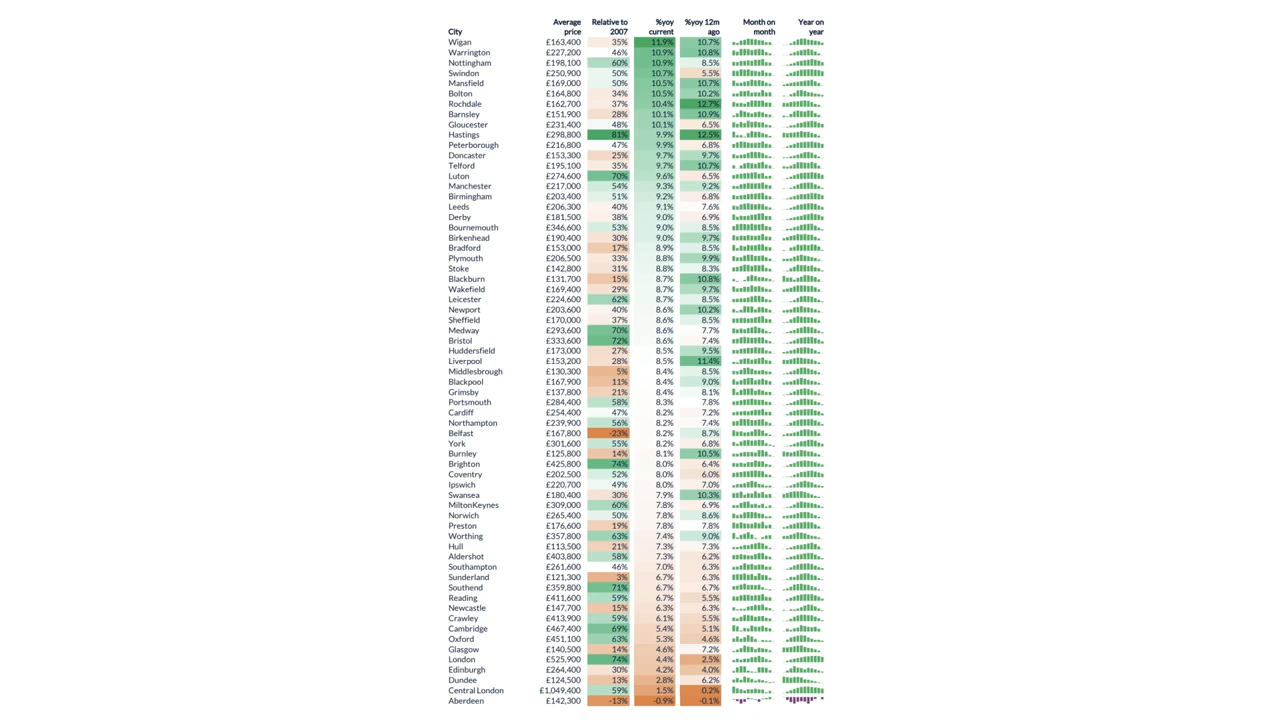 City Average price Relative to 2007 %yoy current %yoy 12m ago Month on month Year on year
Wigan £163,400 35% 11.9% 10.7%
Warrington £227,200 46% 10.9% 10.8%
Nottingham £198,100 60% 10.9% 8.5%
Swindon £250,900 50% 10.7% 5.5%
Mansfield £169,000 50% 10.5% 10.7%
Bolton £164,800 34% 10.5% 10.2%
Rochdale £162,700 37% 10.4% 12.7%
Barnsley £151,900 28% 10.1% 10.9%
Gloucester £231,400 48% 10.1% 6.5%
Hastings £298,800 81% 9.9% 12.5%
Peterborough £216,800 47% 9.9% 6.8%
Doncaster £153,300 25% 9.7% 9.7%
Telford £195,100 35% 9.7% 10.7%
Luton £274,600 70% 9.6% 6.5%
Manchester £217,000 54% 9.3% 9.2%
Birmingham £203,400 51% 9.2% 6.8%
Leeds £206,300 40% 9.1% 7.6%
Derby £181,500 38% 9.0% 6.9%
Bournemouth £346,600 53% 9.0% 8.5%
Birkenhead £190,400 30% 9.0% 9.7%
Bradford £153,000 17% 8.9% 8.5%
Plymouth £206,500 33% 8.8% 9.9%
Stoke £142,800 31% 8.8% 8.3%
Blackburn £131,700 15% 8.7% 10.8%
Wakefield £169,400 29% 8.7% 9.7%
Leicester £224,600 62% 8.7% 8.5%
Newport £203,600 40% 8.6% 10.2%
Sheffield £170,000 37% 8.6% 8.5%
Medway £293,600 70% 8.6% 7.7%
Bristol £333,600 72% 8.6% 7.4%
Huddersfield £173,000 27% 8.5% 9.5%
Liverpool £153,200 28% 8.5% 11.4%
Middlesbrough £130,300 5% 8.4% 8.5%
Blackpool £167,900 11% 8.4% 9.0%
Grimsby £137,800 21% 8.4% 8.1%
Portsmouth £284,400 58% 8.3% 7.8%
Cardiff £254,400 47% 8.2% 7.2%
Northampton £239,900 56% 8.2% 7.4%
Belfast £167,800 -23% 8.2% 8.7%
York £301,600 55% 8.2% 6.8%
Burnley £125,800 14% 8.1% 10.5%
Brighton £425,800 74% 8.0% 6.4%
Coventry £202,500 52% 8.0% 6.0%
Ipswich £220,700 49% 8.0% 7.0%
Swansea £180,400 30% 7.9% 10.3%
MiltonKeynes £309,000 60% 7.8% 6.9%
Norwich £265,400 50% 7.8% 8.6%
Preston £176,600 19% 7.8% 7.8%
Worthing £357,800 63% 7.4% 9.0%
Hull £113,500 21% 7.3% 7.3%
Aldershot £403,800 58% 7.3% 6.2%
Southampton £261,600 46% 7.0% 6.3%
Sunderland £121,300 3% 6.7% 6.3%
Southend £359,800 71% 6.7% 6.7%
Reading £411,600 59% 6.7% 5.5%
Newcastle £147,700 15% 6.3% 6.3%
Crawley £413,900 59% 6.1% 5.5%
Cambridge £467,400 69% 5.4% 5.1%
Oxford £451,100 63% 5.3% 4.6%
Glasgow £140,500 14% 4.6% 7.2%
London £525,900 74% 4.4% 2.5%
Edinburgh £264,400 30% 4.2% 4.0%
Dundee £124,500 13% 2.8% 6.2%
Central London £1,049,400 59% 1.5% 0.2%
Aberdeen £142,300 -13% -0.9% -0.1%